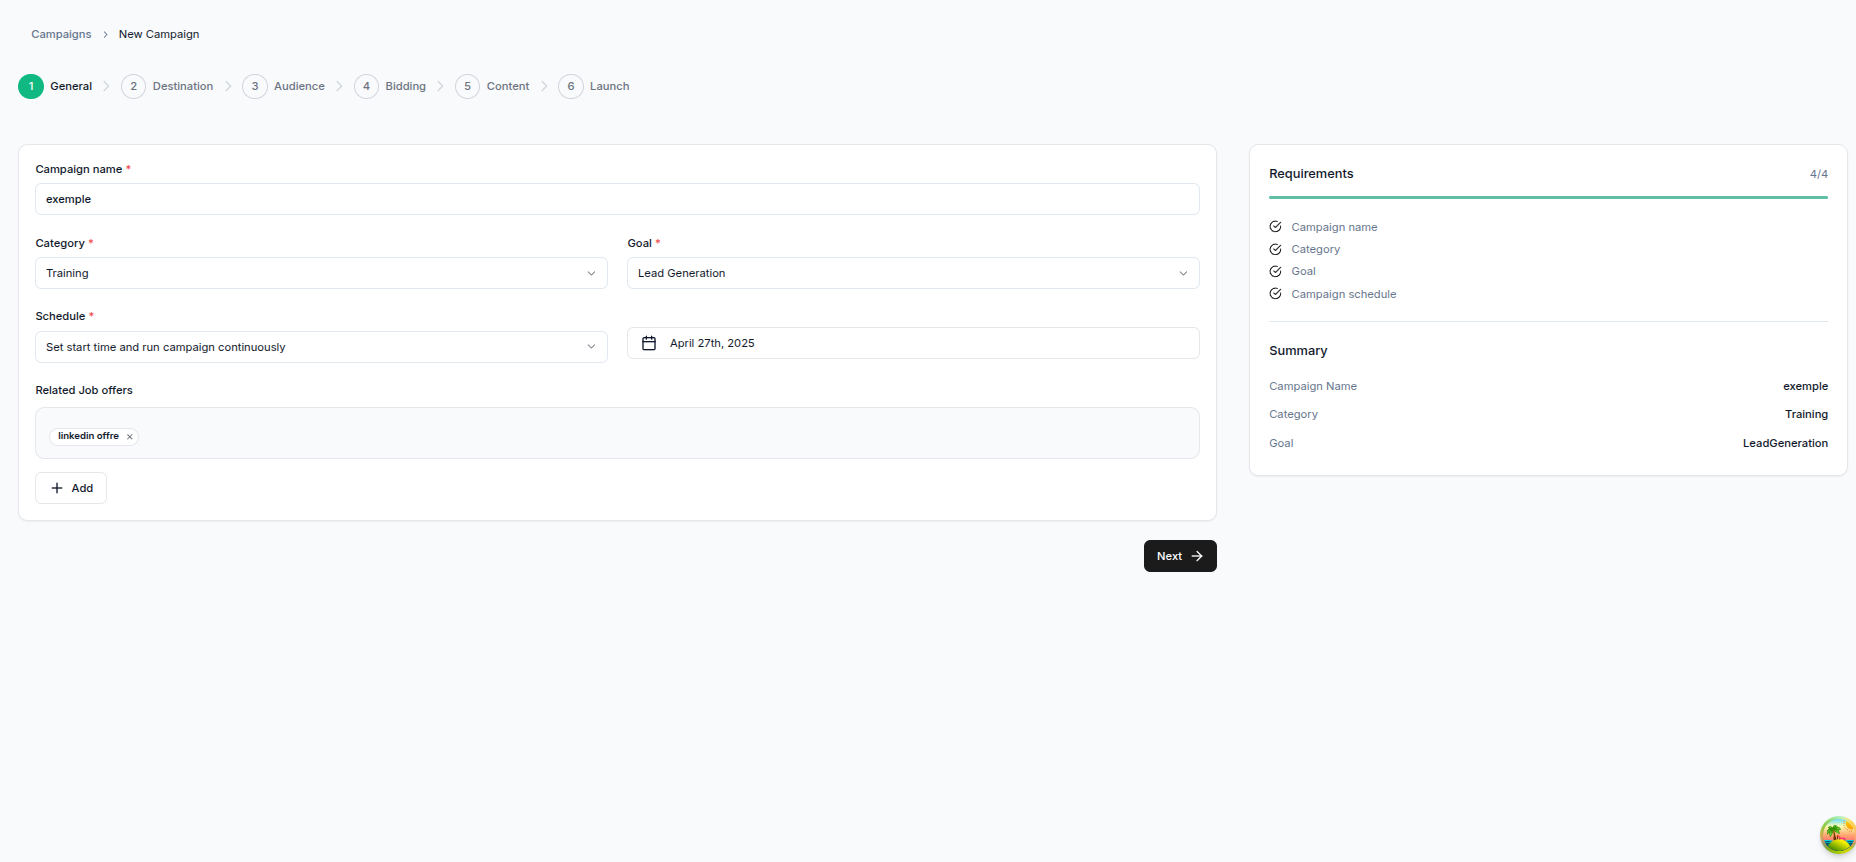 Campaigns > New Campaign
1 General > 2 Destination > 3 Audience > 4 Bidding > 5 Content > 6 Launch
Campaign name *
exemple
Category *
Goal *
Training
Lead Generation
Schedule *
Set start time and run campaign continuously
April 27th, 2025
Related Job offers
linkedin offre ×
+ Add
Next →
Requirements 4/4
Campaign name
Category
Goal
Campaign schedule
Summary
Campaign Name exemple
Category Training
Goal LeadGeneration